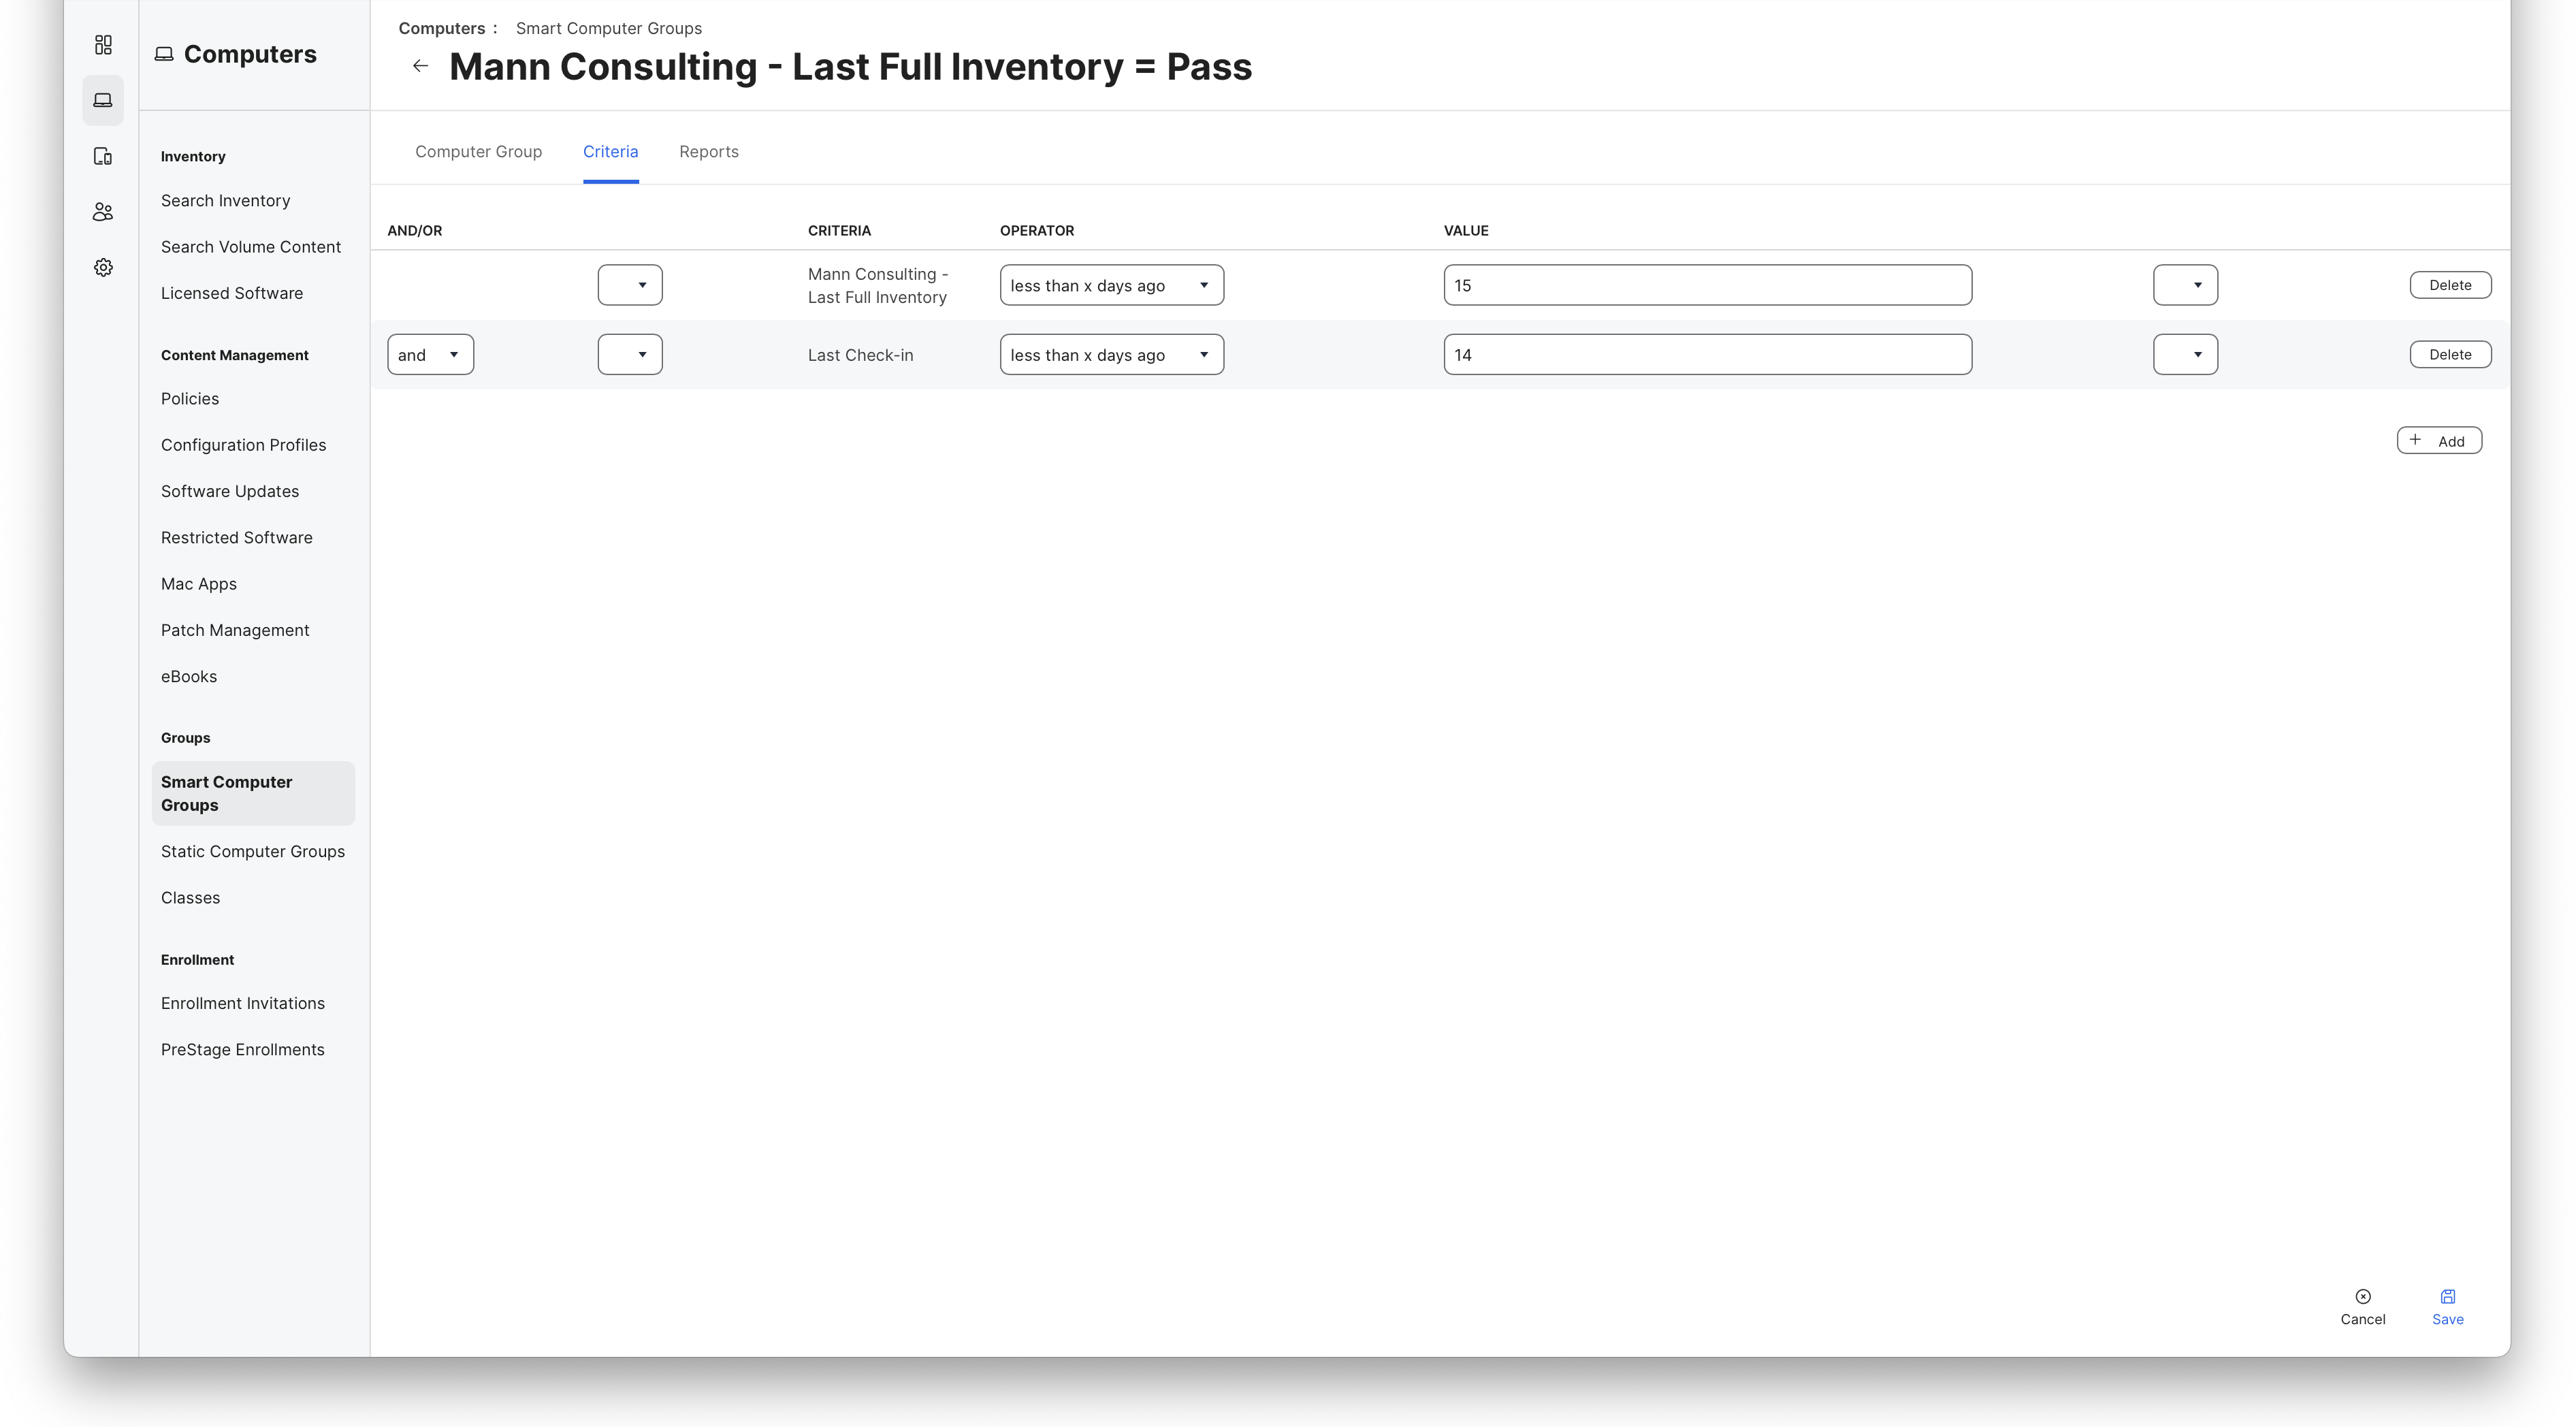 Computers
Inventory
Search Inventory
Search Volume Content
Licensed Software
Content Management
Policies
Configuration Profiles
Software Updates
Restricted Software
Mac Apps
Patch Management
eBooks
Groups
Smart Computer
Groups
Static Computer Groups
Classes
Enrollment
Enrollment Invitations
PreStage Enrollments
Computers : Smart Computer Groups
Mann Consulting - Last Full Inventory = Pass
Computer Group Criteria Reports
AND/OR CRITERIA OPERATOR VALUE
Mann Consulting -
Last Full Inventory
less than x days ago 15 Delete
and Last Check-in less than x days ago 14 Delete
Add
Cancel Save